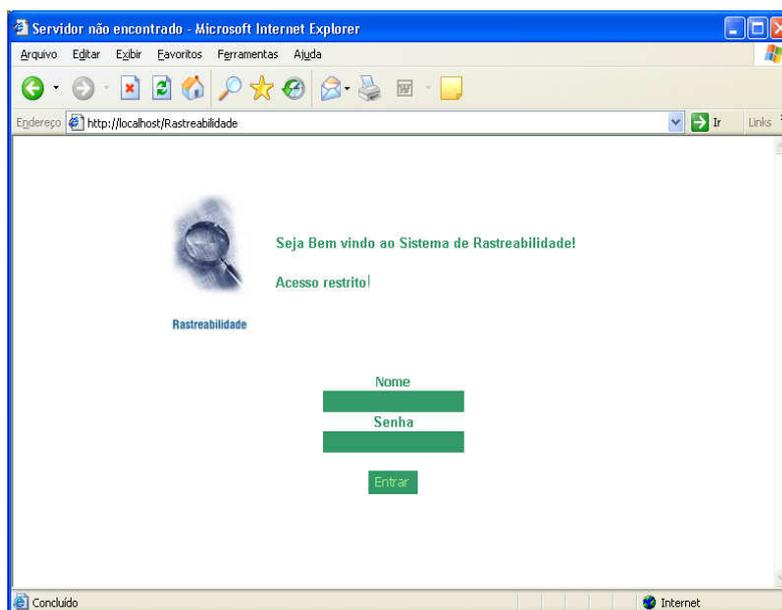 Servidor não encontrado - Microsoft Internet Explorer
Arquivo Editar Exibir Favoritos Ferramentas Ajuda
Endereço http://localhost/Rastreabilidade Ir Links
Seja Bem vindo ao Sistema de Rastreabilidade!
Acesso restrito!
Rastreabilidade
Nome
Senha
Entrar
Concluído Internet